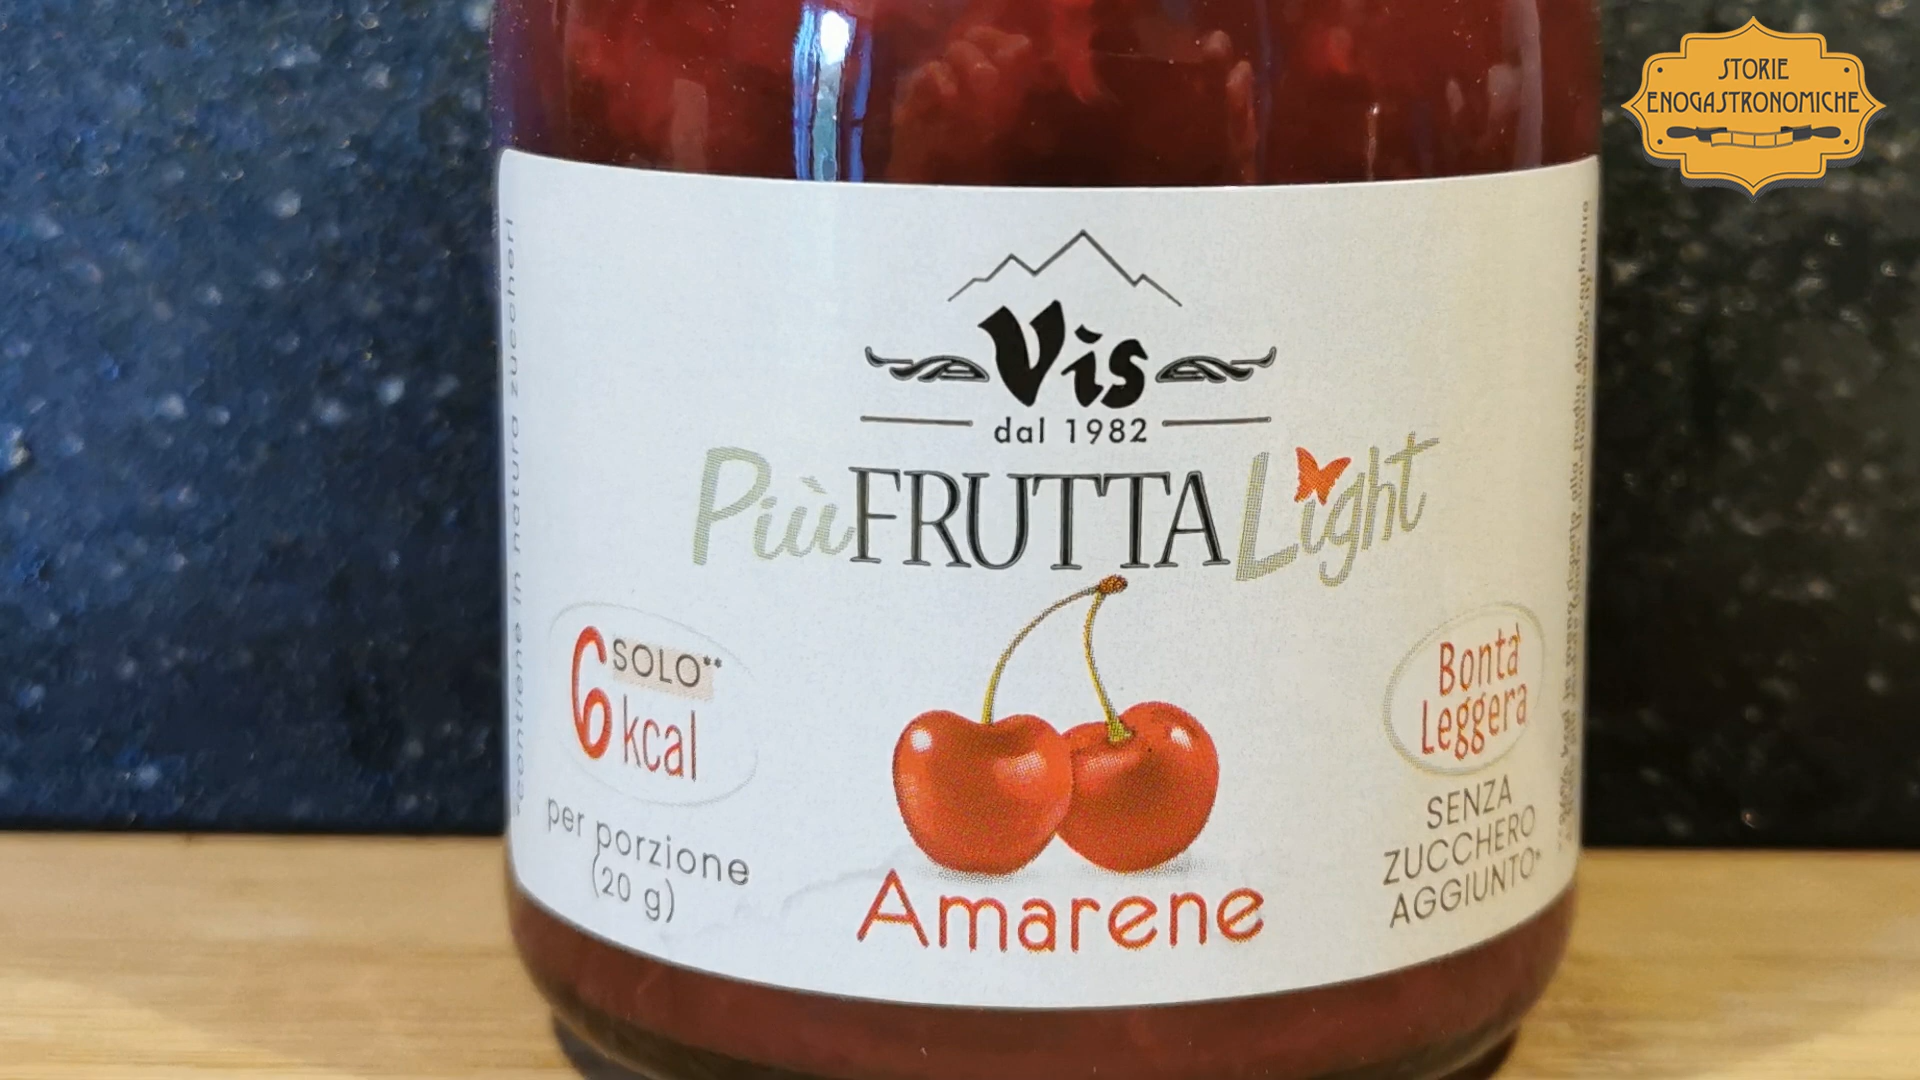 STORIE
ENOGASTRONOMICHE
Vis
dal 1982
PiùFRUTTALight
6 SOLO**
kcal
per porzione
(20 g)
Amarene
Bontà
Leggera
SENZA
ZUCCHERO
AGGIUNTO*
*contiene in natura zuccheri